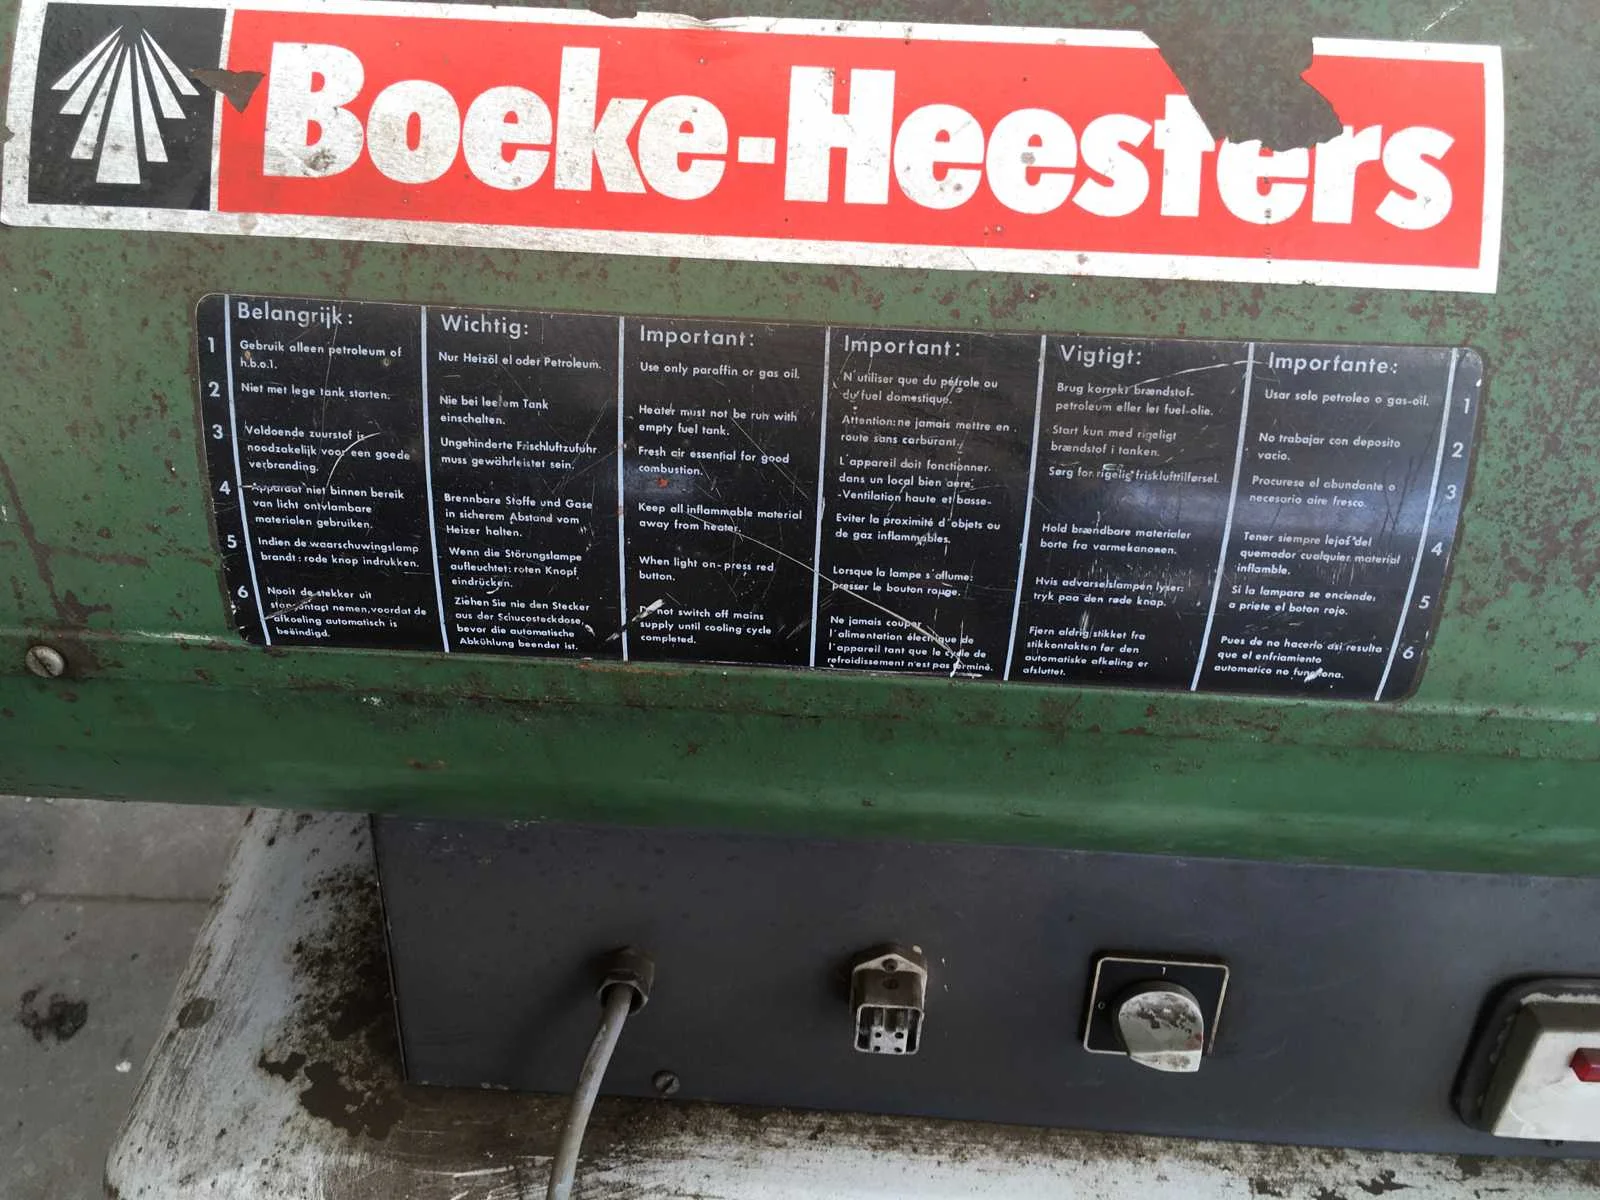 Boeke-Heesters
Belangrijk:
1
Gebruik alleen petroleum of
h.b.o.l.
2
Niet met lege tank starten.
3
Voldoende zuurstof is
noodzakelijk voor een goede
verbranding.
4
Apparaat niet binnen bereik
van licht ontvlambare
materialen gebruiken.
5
Indien de waarschuwingslamp
brandt: rode knop indrukken.
6
Nooit de stekker uit
stopcontact nemen, voordat de
afkoeling automatisch is
beëindigd.
Wichtig:
Nur Heizöl el oder Petroleum.
Nie bei leerem Tank
einschalten.
Ungehinderte Frischluftzufuhr
muss gewährleistet sein.
Brennbare Stoffe und Gase
in sicherem Abstand vom
Heizer halten.
Wenn die Störungslampe
aufleuchtet: roten Knopf
eindrücken.
Ziehen Sie nie den Stecker
aus der Schucosteckdose,
bevor die automatische
Abkühlung beendet ist.
Important:
Use only paraffin or gas oil.
Heater must not be run with
empty fuel tank.
Fresh air essential for good
combustion.
Keep all inflammable material
away from heater.
When light on-press red
button.
Do not switch off mains
supply until cooling cycle
completed.
Important:
N'utiliser que du pétrole ou
du fuel domestique.
Attention: ne jamais mettre en
route sans carburant.
L'appareil doit fonctionner
dans un local bien aere.
-Ventilation haute et basse-
Eviter la proximité d'objets ou
de gaz inflammables.
Lorsque la lampe s'allume:
presser le bouton rouge.
Ne jamais couper
l'alimentation électrique de
l'appareil tant que le cycle de
refroidissement n'est pas terminé.
Vigtigt:
Brug korrekt brændstof-
petroleum eller let fuel-olie.
Start kun med rigeligt
brændstof i tanken.
Sørg for rigelig frisklufttilførsel.
Hold brændbare materialer
borte fra varmekanonen.
Hvis advarselslampen lyser:
tryk paa den røde knap.
Fjern aldrig stikket fra
stikkontakten før den
automatiske afkøling er
afsluttet.
Importante:
Usar solo petroleo o gas-oil.
1
No trabajar con deposito
vacio.
2
Procurese el abundante o
necesario aire fresco.
3
Tener siempre lejos del
quemador cualquier material
inflamble.
4
Si la lampara se enciende:
a priete el boton rojo.
5
Pues de no hacerlo asi resulta
que el enfriamiento
automatico no funciona.
6
1
0